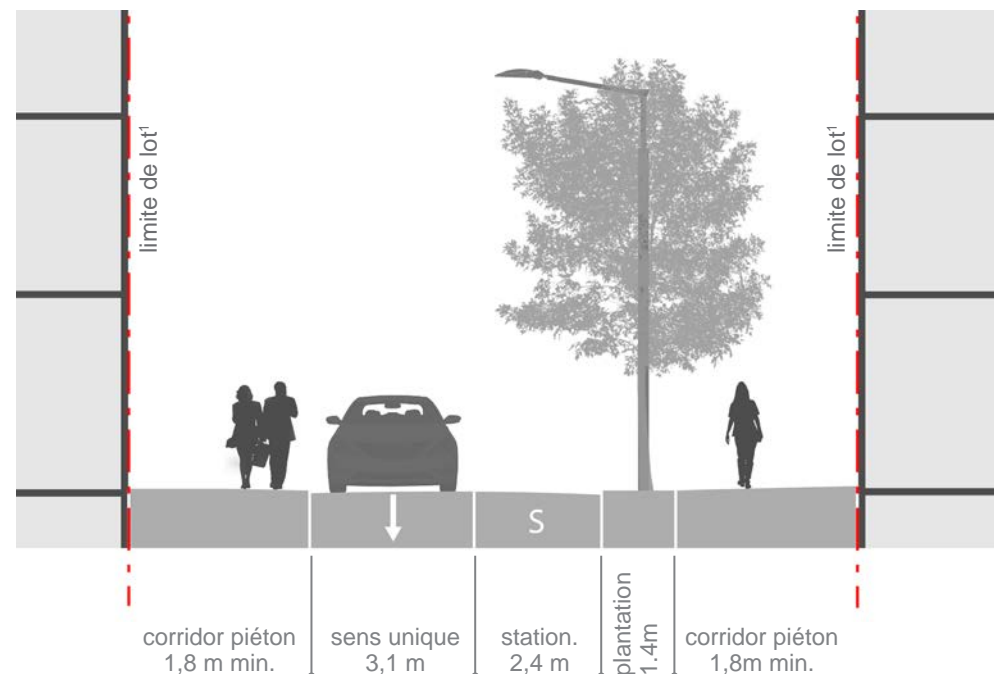 limite de lot¹
limite de lot¹
S
corridor piéton
1,8 m min.
sens unique
3,1 m
station.
2,4 m
plantation
1.4m
corridor piéton
1,8m min.